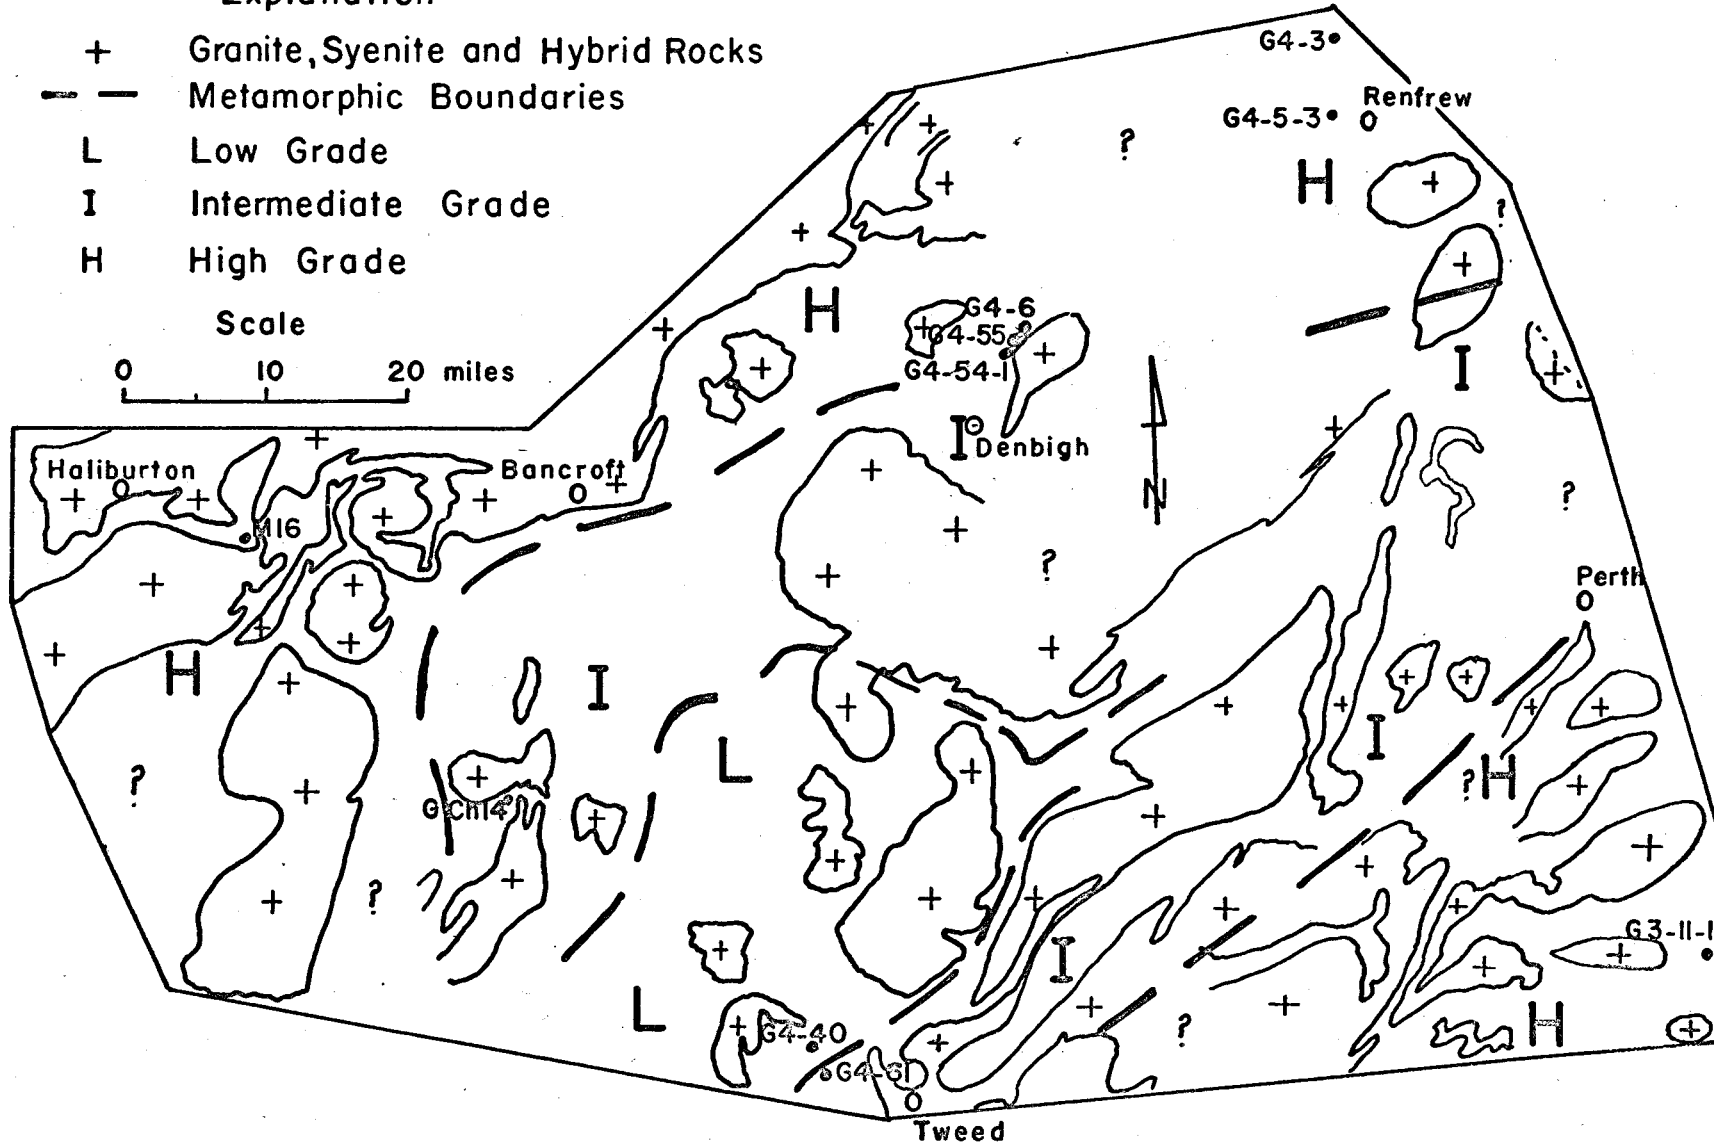 Explanation
+ Granite, Syenite and Hybrid Rocks
Metamorphic Boundaries
L Low Grade
I Intermediate Grade
H High Grade
Scale
0 10 20 miles
G4-3
Renfrew
G4-5-3
?
H
?
H
G4-6
G4-55
G4-54-1
I
I
Denbigh
Haliburton
Bancroft
N
?
M16
?
Perth
H
I
I
L
?
?
H
G Ch14
?
G3-11-1
I
L
G4-40
?
H
G4-61
Tweed